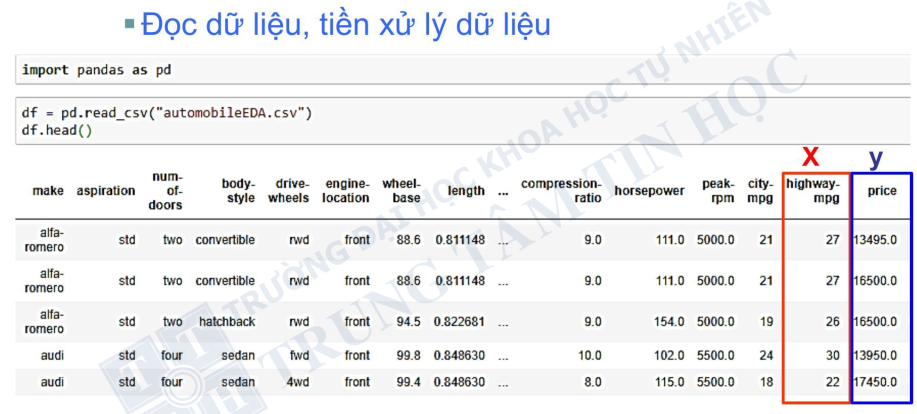 Đọc dữ liệu, tiền xử lý dữ liệu
import pandas as pd
df = pd.read_csv("automobileEDA.csv")
df.head()
X y
make aspiration num-of-doors body-style drive-wheels engine-location wheel-base length ... compression-ratio horsepower peak-rpm city-mpg highway-mpg price
alfa-romero std two convertible rwd front 88.6 0.811148 ... 9.0 111.0 5000.0 21 27 13495.0
alfa-romero std two convertible rwd front 88.6 0.811148 ... 9.0 111.0 5000.0 21 27 16500.0
alfa-romero std two hatchback rwd front 94.5 0.822681 ... 9.0 154.0 5000.0 19 26 16500.0
audi std four sedan fwd front 99.8 0.848630 ... 10.0 102.0 5500.0 24 30 13950.0
audi std four sedan 4wd front 99.4 0.848630 ... 8.0 115.0 5500.0 18 22 17450.0
TRƯỜNG ĐẠI HỌC KHOA HỌC TỰ NHIÊN
TRUNG TÂM TIN HỌC